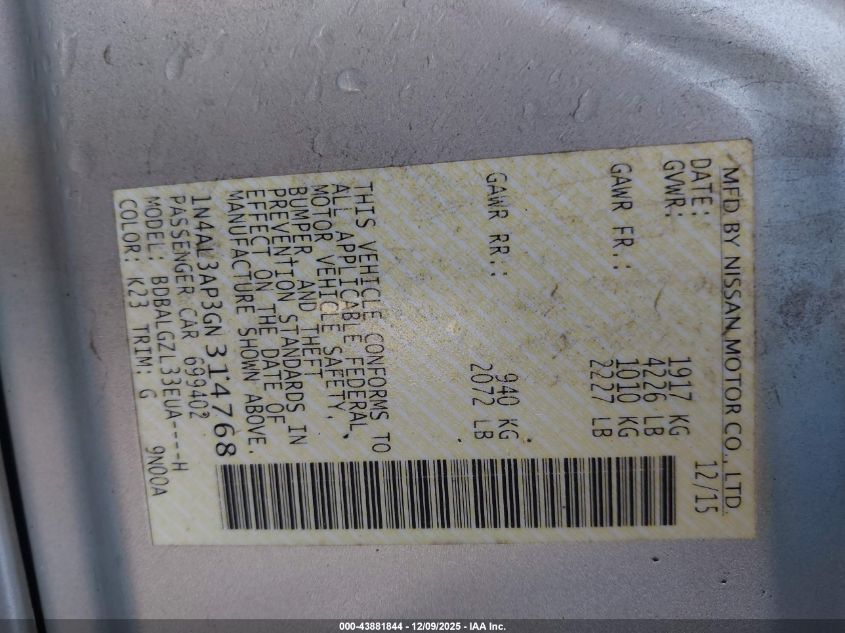 MFD BY NISSAN MOTOR CO., LTD.
DATE: 12/15
GVWR: 1917 KG
4226 LB
GAWR FR.: 1010 KG
2227 LB
GAWR RR.: 940 KG
2072 LB
THIS VEHICLE CONFORMS TO
ALL APPLICABLE FEDERAL
MOTOR VEHICLE SAFETY,
BUMPER, AND THEFT
PREVENTION STANDARDS IN
EFFECT ON THE DATE OF
MANUFACTURE SHOWN ABOVE.
1N4AL3AP3GN314768
PASSENGER CAR 699402
MODEL: BDBALGZL33EUA----H
COLOR: K23 TRIM: G 9N00A
000-43881844 | 12/09/2025 - IAA Inc.